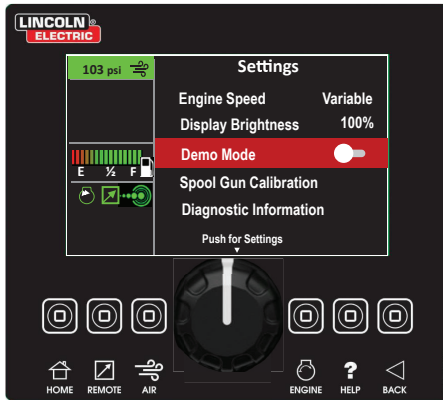 LINCOLN®
ELECTRIC
103 psi
Settings
Engine Speed Variable
Display Brightness 100%
Demo Mode
Spool Gun Calibration
Diagnostic Information
Push for Settings
E ½ F
HOME REMOTE AIR ENGINE HELP BACK
?